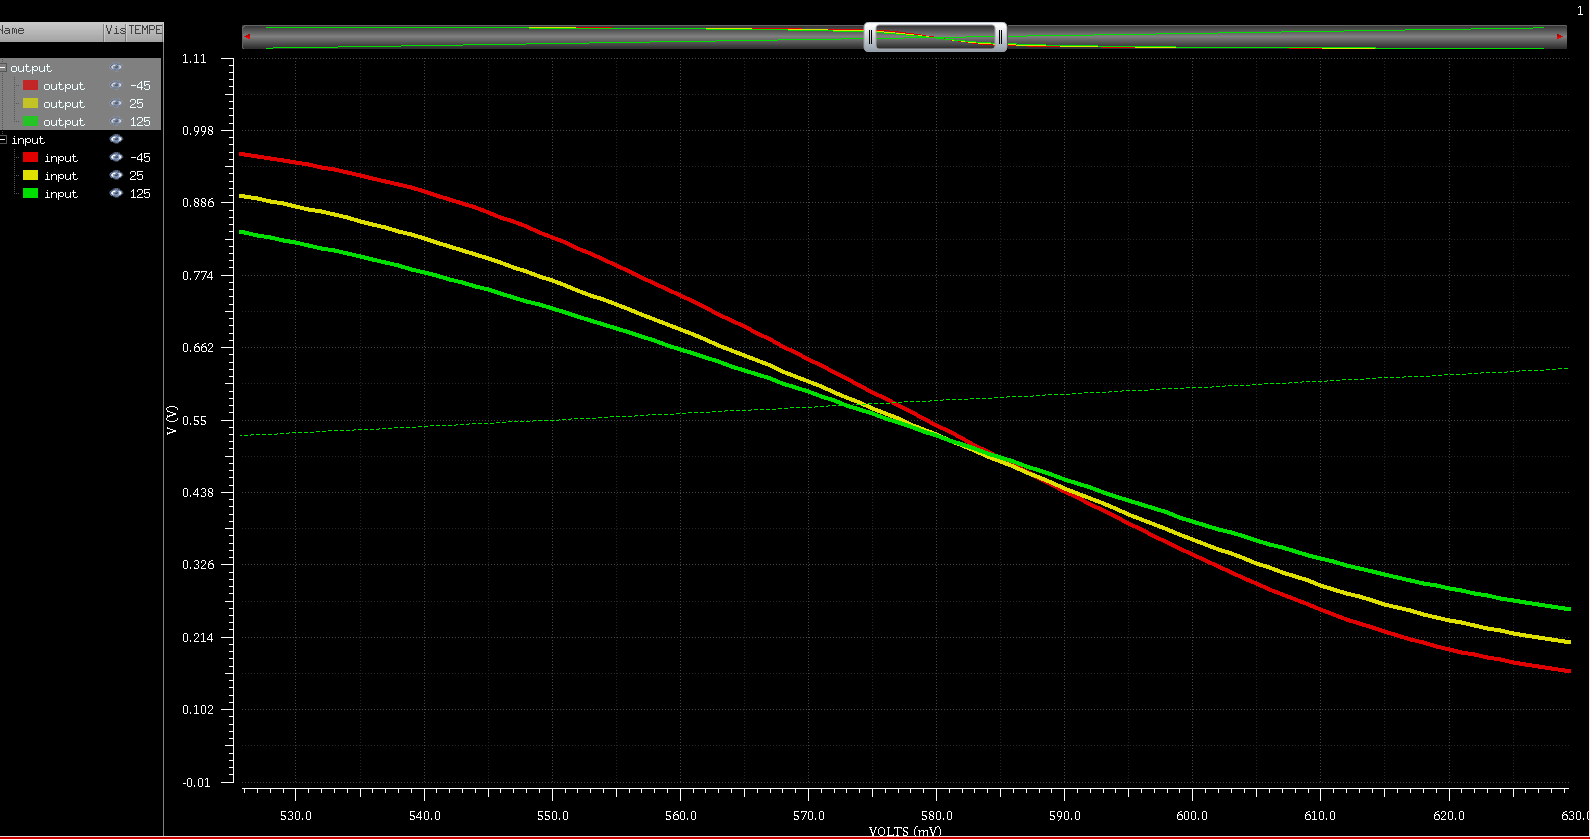 1
Name Vis TEMPE
output
output -45
output 25
output 125
input
input -45
input 25
input 125
1.11
0.998
0.886
0.774
0.662
0.55
0.438
0.326
0.214
0.102
-0.01
V (V)
530.0 540.0 550.0 560.0 570.0 580.0 590.0 600.0 610.0 620.0 630.0
VOLTS (mV)